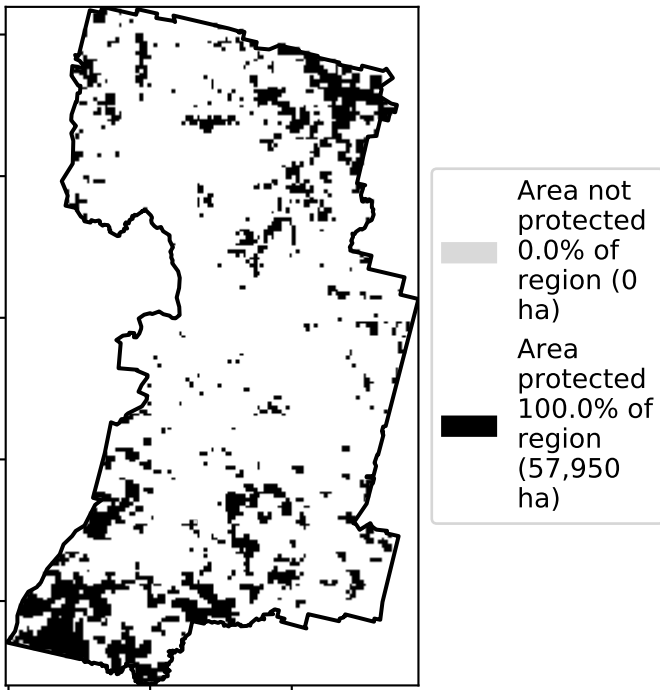 Area not
protected
0.0% of
region (0
ha)
Area
protected
100.0% of
region
(57,950
ha)